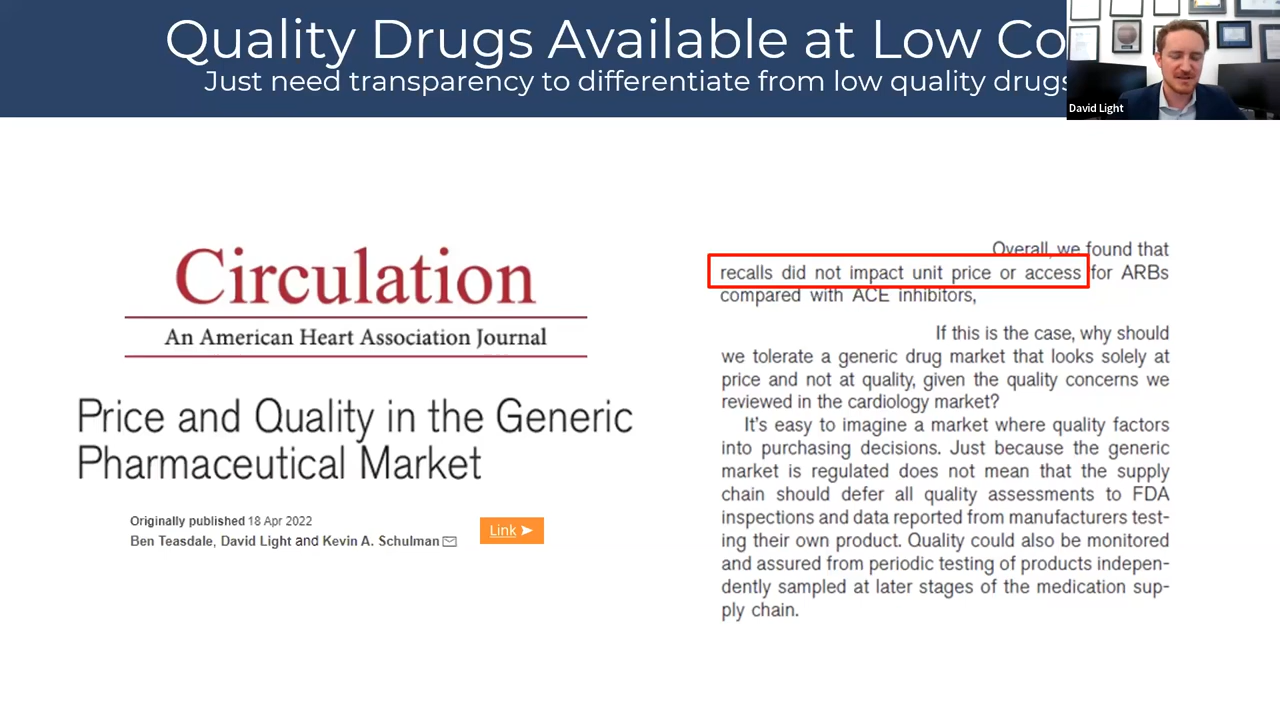 Quality Drugs Available at Low Co
Just need transparency to differentiate from low quality drugs
David Light
Circulation
An American Heart Association Journal
Price and Quality in the Generic
Pharmaceutical Market
Originally published 18 Apr 2022
Ben Teasdale, David Light and Kevin A. Schulman
Link
Overall, we found that
recalls did not impact unit price or access for ARBs
compared with ACE inhibitors,
If this is the case, why should
we tolerate a generic drug market that looks solely at
price and not at quality, given the quality concerns we
reviewed in the cardiology market?
It's easy to imagine a market where quality factors
into purchasing decisions. Just because the generic
market is regulated does not mean that the supply
chain should defer all quality assessments to FDA
inspections and data reported from manufacturers test-
ing their own product. Quality could also be monitored
and assured from periodic testing of products indepen-
dently sampled at later stages of the medication sup-
ply chain.